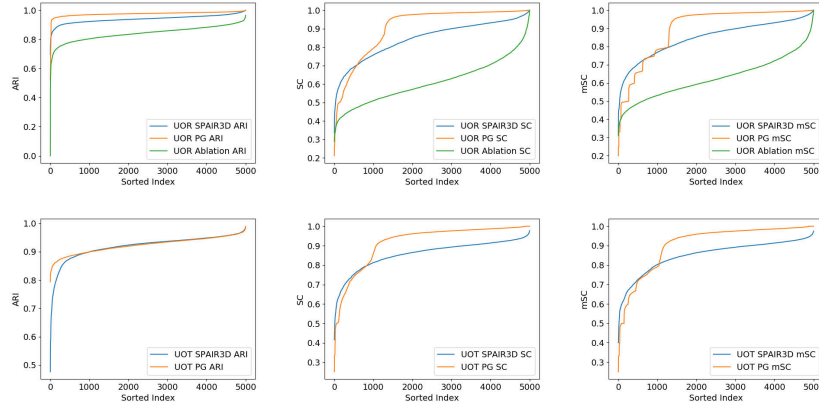 1.0
0.8
0.6
0.4
0.2
0.0
ARI
0 1000 2000 3000 4000 5000
Sorted Index
UOR SPAIR3D ARI
UOR PG ARI
UOR Ablation ARI
1.0
0.9
0.8
0.7
0.6
0.5
0.4
0.3
0.2
SC
0 1000 2000 3000 4000 5000
Sorted Index
UOR SPAIR3D SC
UOR PG SC
UOR Ablation SC
1.0
0.9
0.8
0.7
0.6
0.5
0.4
0.3
0.2
mSC
0 1000 2000 3000 4000 5000
Sorted Index
UOR SPAIR3D mSC
UOR PG mSC
UOR Ablation mSC
1.0
0.9
0.8
0.7
0.6
0.5
ARI
0 1000 2000 3000 4000 5000
Sorted Index
UOT SPAIR3D ARI
UOT PG ARI
1.0
0.9
0.8
0.7
0.6
0.5
0.4
0.3
SC
0 1000 2000 3000 4000 5000
Sorted Index
UOT SPAIR3D SC
UOT PG SC
1.0
0.9
0.8
0.7
0.6
0.5
0.4
0.3
mSC
0 1000 2000 3000 4000 5000
Sorted Index
UOT SPAIR3D mSC
UOT PG mSC